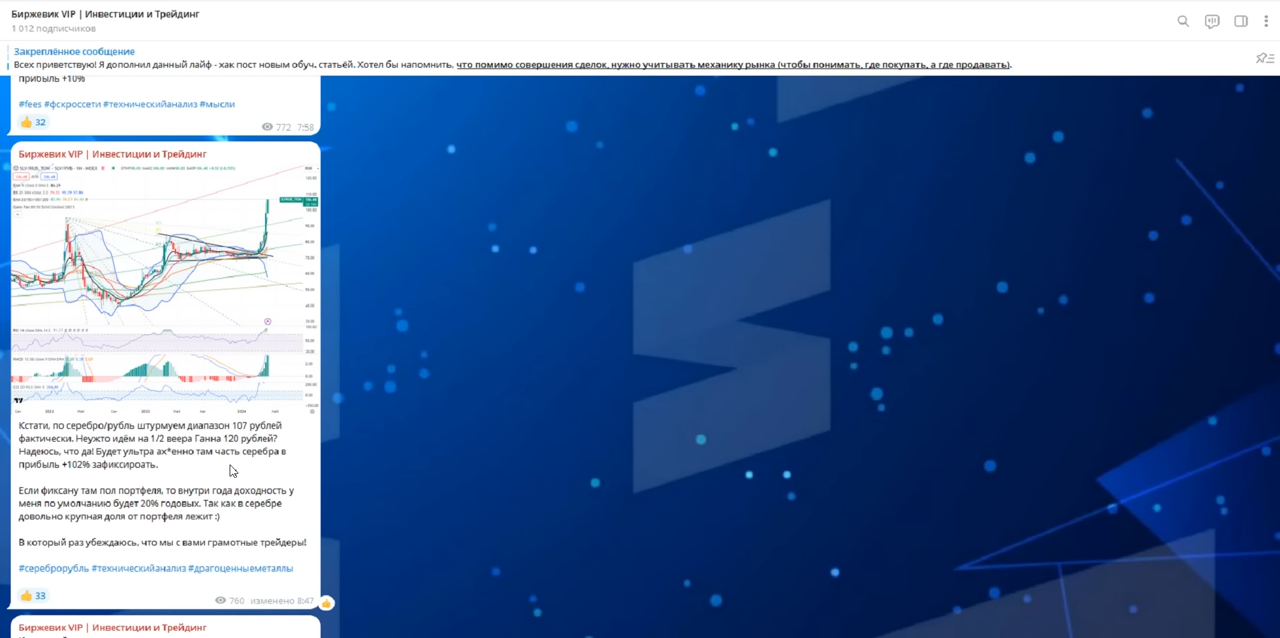 Биржевик VIP | Инвестиции и Трейдинг
1 012 подписчиков
Закреплённое сообщение
Всех приветствую! Я дополнил данный лайф - хак пост новым обуч. статьёй. Хотел бы напомнить, что помимо совершения сделок, нужно учитывать механику рынка (чтобы понимать, где покупать, а где продавать).
прибыль +10%
#fees #фскроссети #техническийанализ #мысли
32
772 7:58
Биржевик VIP | Инвестиции и Трейдинг
Кстати, по серебро/рубль штурмуем диапазон 107 рублей
фактически. Неужто идём на 1/2 веера Ганна 120 рублей?
Надеюсь, что да! Будет ультра ах*енно там часть серебра в
прибыль +102% зафиксироать.
Если фиксану там пол портфеля, то внутри года доходность у
меня по умолчанию будет 20% годовых. Так как в серебре
довольно крупная доля от портфеля лежит :)
В который раз убеждаюсь, что мы с вами грамотные трейдеры!
#сереброрубль #техническийанализ #драгоценныеметаллы
33
760 изменено 8:47
Биржевик VIP | Инвестиции и Трейдинг